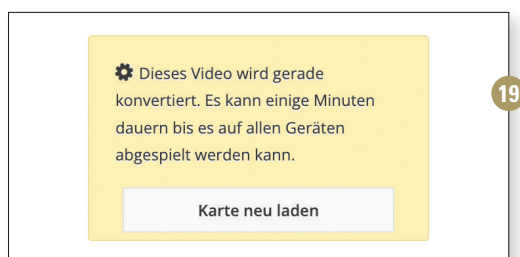 Dieses Video wird gerade
konvertiert. Es kann einige Minuten
dauern bis es auf allen Geräten
abgespielt werden kann.
Karte neu laden
19